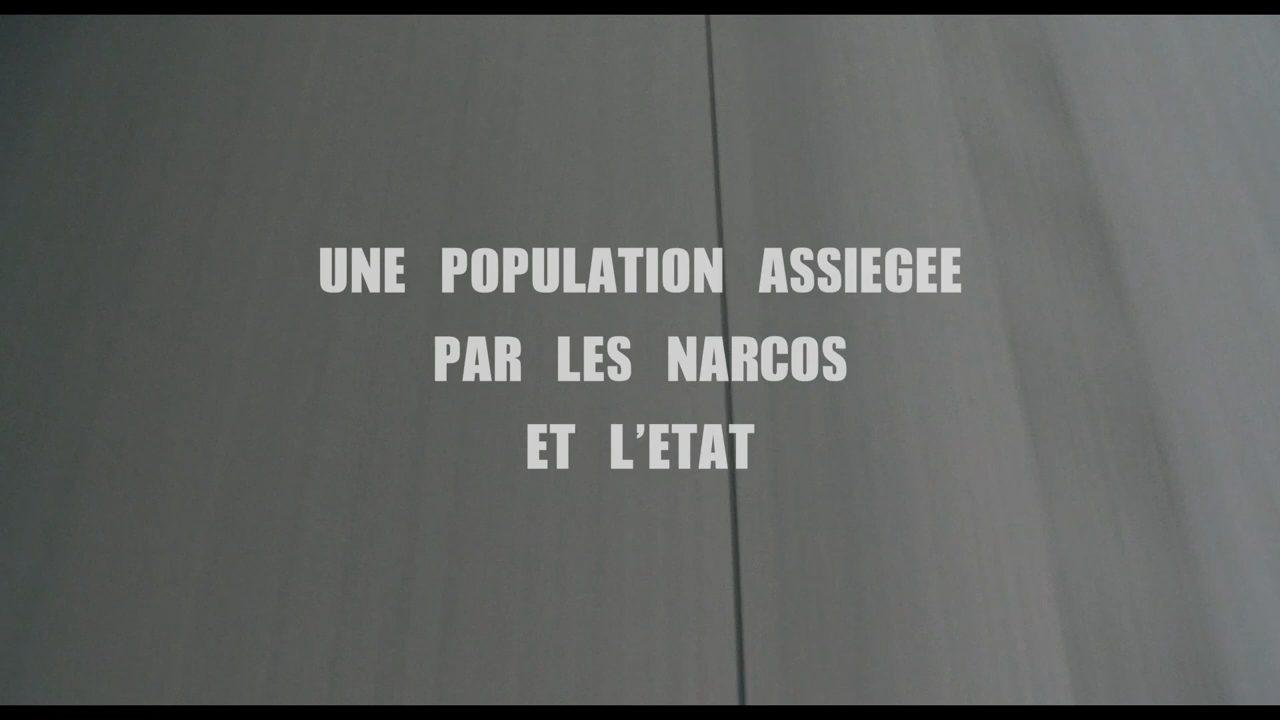 UNE POPULATION ASSIEGEE
PAR LES NARCOS
ET L'ETAT